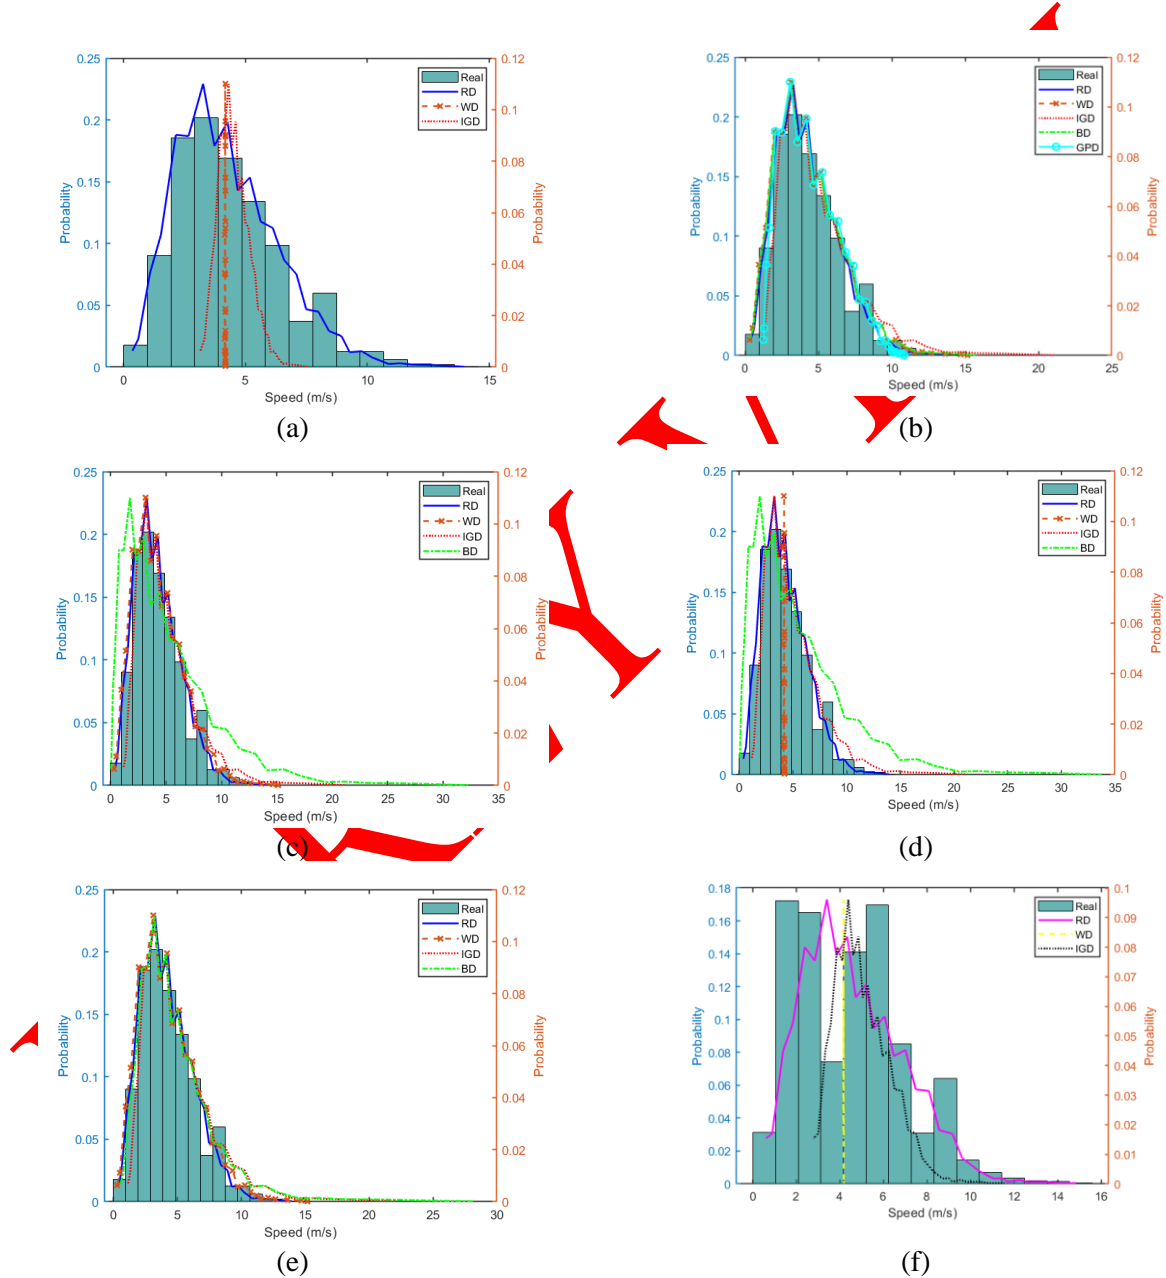 0.25
0.2
0.15
0.1
0.05
0
Probability
0.12
0.1
0.08
0.06
0.04
0.02
0
Probability
0 5 10 15
Speed (m/s)
Real
RD
WD
IGD
(a)
0.25
0.2
0.15
0.1
0.05
0
Probability
0.12
0.1
0.08
0.06
0.04
0.02
0
Probability
0 5 10 15 20 25
Speed (m/s)
Real
RD
WD
IGD
BD
GPD
(b)
0.25
0.2
0.15
0.1
0.05
0
Probability
0.12
0.1
0.08
0.06
0.04
0.02
0
Probability
0 5 10 15 20 25 30 35
Speed (m/s)
Real
RD
WD
IGD
BD
(c)
0.25
0.2
0.15
0.1
0.05
0
Probability
0.12
0.1
0.08
0.06
0.04
0.02
0
Probability
0 5 10 15 20 25 30 35
Speed (m/s)
Real
RD
WD
IGD
BD
(d)
0.25
0.2
0.15
0.1
0.05
0
Probability
0.12
0.1
0.08
0.06
0.04
0.02
0
Probability
0 5 10 15 20 25 30
Speed (m/s)
Real
RD
WD
IGD
BD
(e)
0.18
0.16
0.14
0.12
0.1
0.08
0.06
0.04
0.02
0
Probability
0.1
0.09
0.08
0.07
0.06
0.05
0.04
0.03
0.02
0.01
0
Probability
0 2 4 6 8 10 12 14 16
Speed (m/s)
Real
RD
WD
IGD
(f)